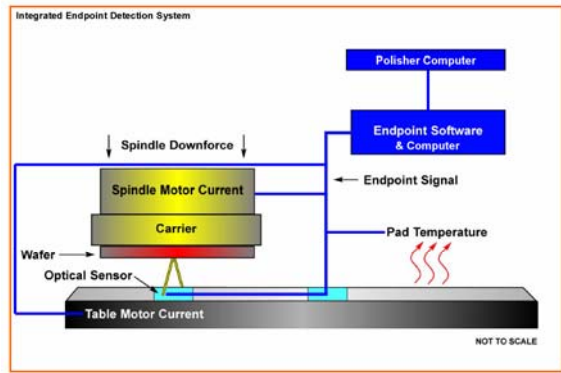 Integrated Endpoint Detection System
Polisher Computer
Endpoint Software
& Computer
Spindle Downforce
Spindle Motor Current
Endpoint Signal
Carrier
Wafer
Pad Temperature
Optical Sensor
Table Motor Current
NOT TO SCALE